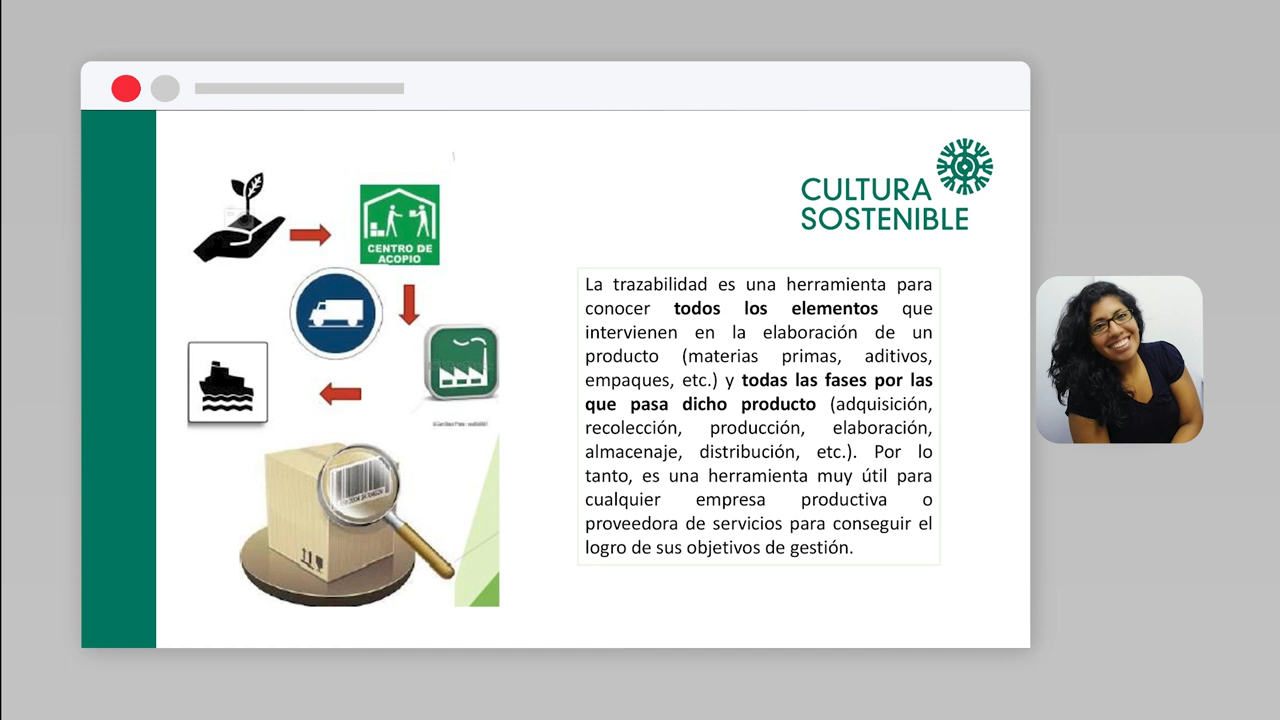 CULTURA
SOSTENIBLE
CENTRO DE
ACOPIO
La trazabilidad es una herramienta para
conocer todos los elementos que
intervienen en la elaboración de un
producto (materias primas, aditivos,
empaques, etc.) y todas las fases por las
que pasa dicho producto (adquisición,
recolección, producción, elaboración,
almacenaje, distribución, etc.). Por lo
tanto, es una herramienta muy útil para
cualquier empresa productiva o
proveedora de servicios para conseguir el
logro de sus objetivos de gestión.